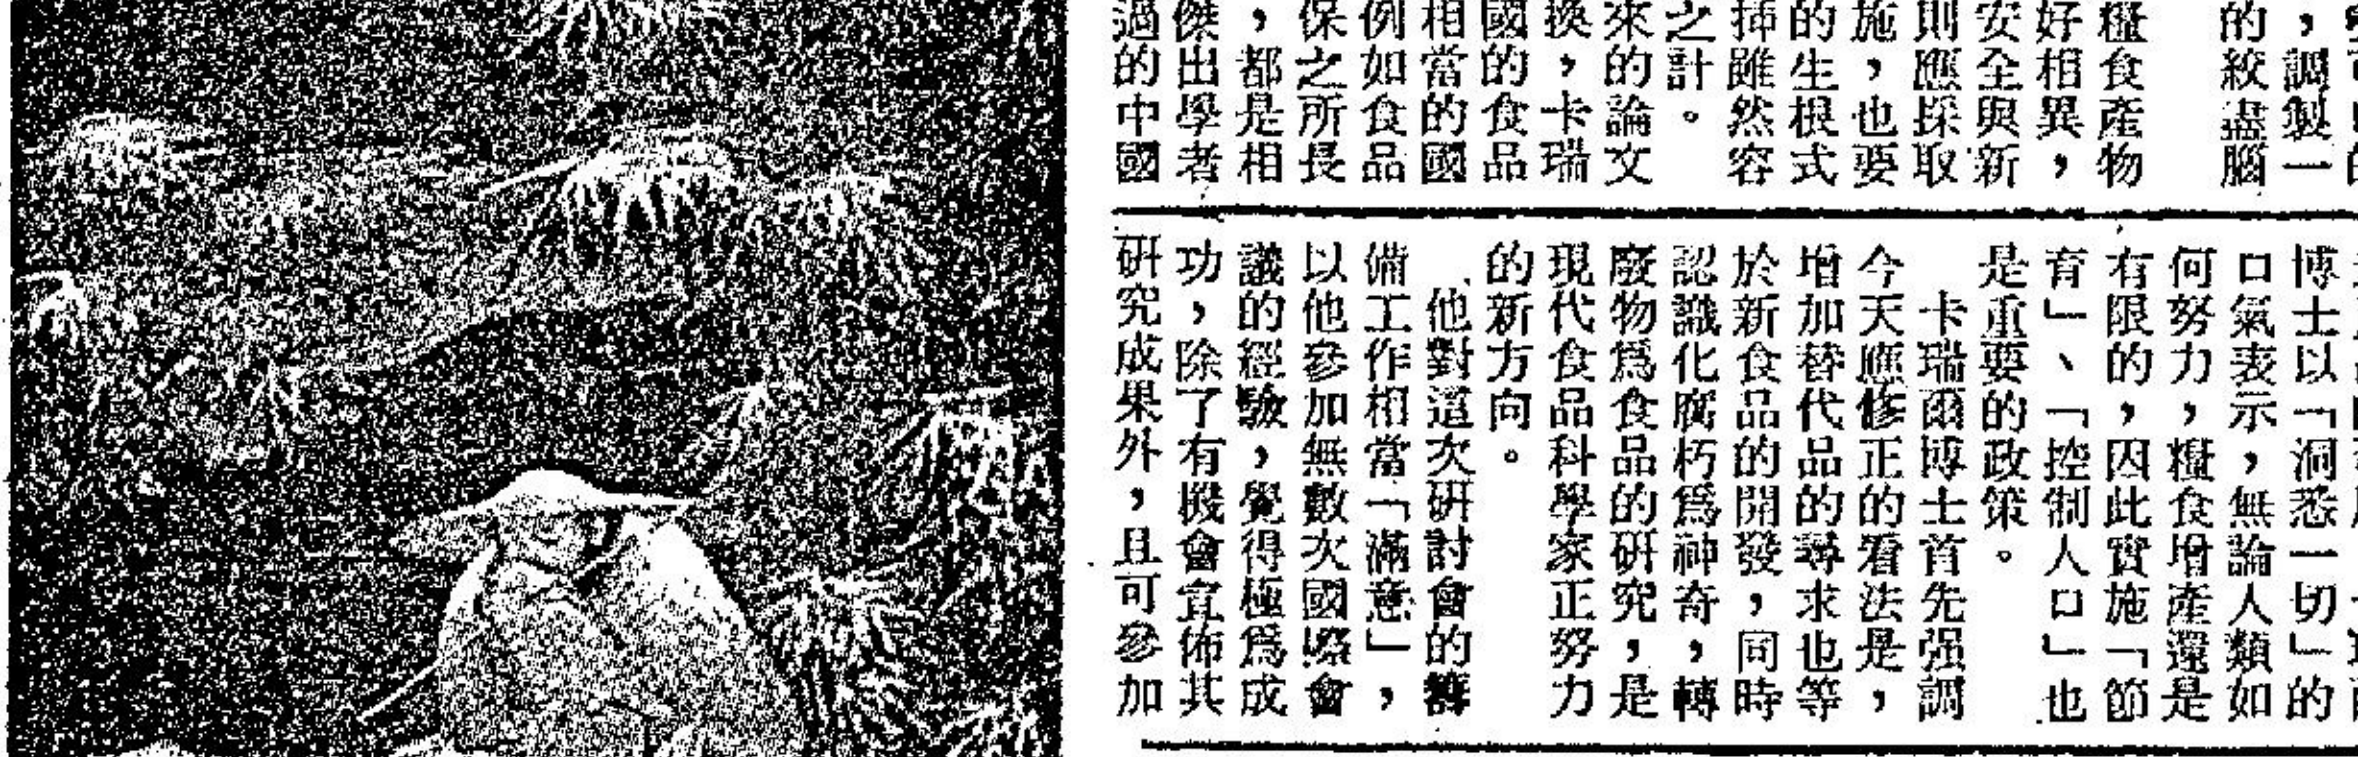 ，調製一
的絞盡腦
糧食產物
好相異，
安全與新
則應採取
施，也要
的生根式
揷雖然容
之計。
來的論文
換，卡瑞
國的食品
相當的國
例如食品
保之所長
，都是相
傑出學者
過的中國
博士以「洞悉一切」的
口氣表示，無論人類如
何努力，糧食增產還是
有限的，因此實施「節
育」、「控制人口」也
是重要的政策。
卡瑞爾博士首先强調
今天應修正的看法是，
增加替代品的尋求也等
於新食品的開發，同時
認識化腐朽爲神奇，轉
廢物爲食品的研究，是
現代食品科學家正努力
的新方向。
他對這次研討會的籌
備工作相當「滿意」，
以他參加無數次國際會
議的經驗，覺得極爲成
功，除了有機會宣佈其
研究成果外，且可參加